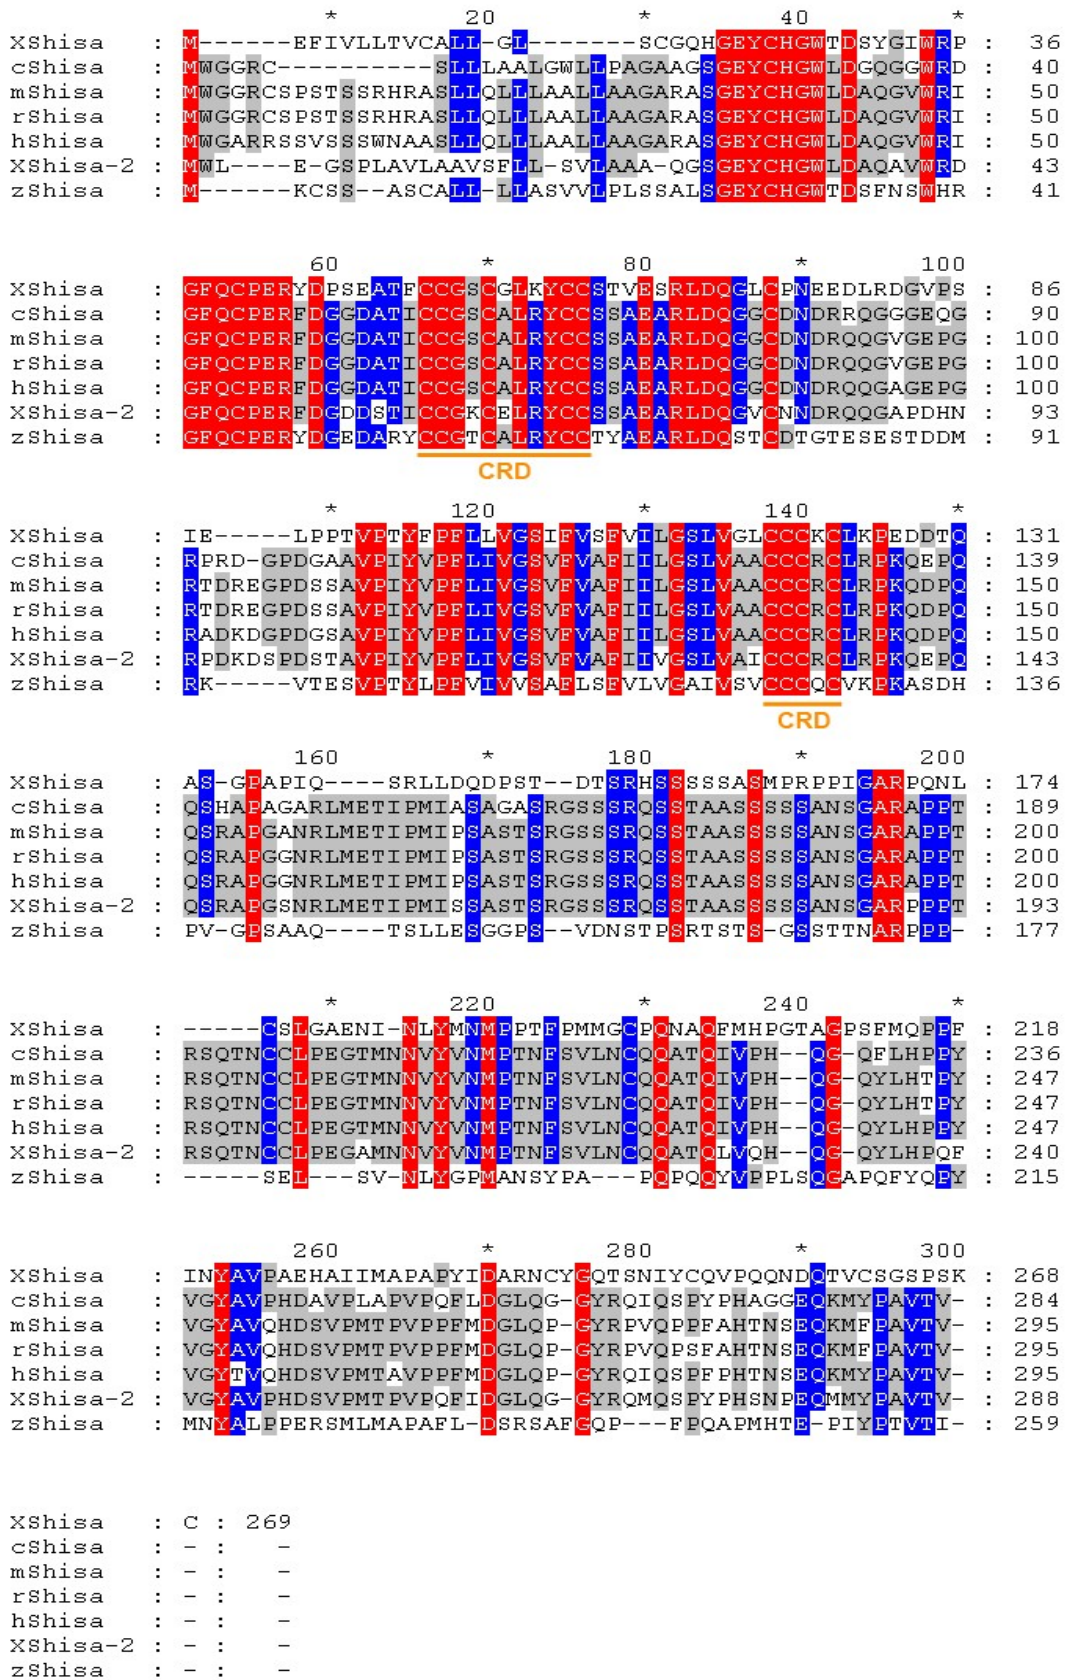 * 20 * 40 *
XShisa : M------EFIVLLTVCALL-GL-------SCGQHGEYCHGWTDSYGIWRP : 36
cShisa : MWGGRC----------SLLLAALGWLLPAGAAGSGEYCHGWLDGQGGWRD : 40
mShisa : MWGGRCSPSTSSRHRASLLQLLLAALLAAGARASGEYCHGWLDAQGVWRI : 50
rShisa : MWGGRCSPSTSSRHRASLLQLLLAALLAAGARASGEYCHGWLDAQGVWRI : 50
hShisa : MWGARRSSVSSSWNAASLLQLLLAALLAAGARASGEYCHGWLDAQGVWRI : 50
XShisa-2 : MWL----E-GSPLAVLAAVSFLL-SVLAAA-QGSGEYCHGWLDAQAVWRD : 43
zShisa : M------KCSS--ASCALL-LLASVVLPLSSALSGEYCHGWTDSFNSWHR : 41
60 * 80 * 100
XShisa : GFQCPERYDPSEATFCCGSCGLKYCCSTVESRLDQGLCPNEEDLRDGVPS : 86
cShisa : GFQCPERFDGGDATICCGSCALRYCCSSAEARLDQGGCDNDRRQGGGEQG : 90
mShisa : GFQCPERFDGGDATICCGSCALRYCCSSAEARLDQGGCDNDRQQGVGEPG : 100
rShisa : GFQCPERFDGGDATICCGSCALRYCCSSAEARLDQGGCDNDRQQGVGEPG : 100
hShisa : GFQCPERFDGGDATICCGSCALRYCCSSAEARLDQGGCDNDRQQGAGEPG : 100
XShisa-2 : GFQCPERFDGDDSTICCGKCELRYCCSSAEARLDQGVCNNDRQQGAPDHN : 93
zShisa : GFQCPERYDGEDARYCCGTCALRYCCTYAEARLDQSTCDTGTESESTDDM : 91
CRD
* 120 * 140 *
XShisa : IE-----LPPTVPTYFPFLLVGSIFVSFVILGSLVGLCCCKCLKPEDDTQ : 131
cShisa : RPRD-GPDGAAVPIYVPFLIVGSVFVAFIILGSLVAACCCRCLRPKQEPQ : 139
mShisa : RTDREGPDSSAVPIYVPFLIVGSVFVAFIILGSLVAACCCRCLRPKQDPQ : 150
rShisa : RTDREGPDSSAVPIYVPFLIVGSVFVAFIILGSLVAACCCRCLRPKQDPQ : 150
hShisa : RADKDGPDGSAVPIYVPFLIVGSVFVAFIILGSLVAACCCRCLRPKQDPQ : 150
XShisa-2 : RPDKDSPDSTAVPIYVPFLIVGSVFVAFIIVGSLVAICCCRCLRPKQEPQ : 143
zShisa : RK-----VTESVPTYLPFVIVVSAFLSFVLVGAIVSVCCCQCVKPKASDH : 136
CRD
160 * 180 * 200
XShisa : AS-GPAPIQ----SRLLDQDPST--DTSRHSSSSSASMPRPPIGARPQNL : 174
cShisa : QSHAPAGARLMETIPMIASAGASRGSSSRQSSTAASSSSSANSGARAPPT : 189
mShisa : QSRAPGANRLMETIPMIPSASTSRGSSSRQSSTAASSSSSANSGARAPPT : 200
rShisa : QSRAPGGNRLMETIPMIPSASTSRGSSSRQSSTAASSSSSANSGARAPPT : 200
hShisa : QSRAPGGNRLMETIPMIPSASTSRGSSSRQSSTAASSSSSANSGARAPPT : 200
XShisa-2 : QSRAPGSNRLMETIPMISSASTSRGSSSRQSSTAASSSSSANSGARPPPT : 193
zShisa : PV-GPSAAQ----TSLLESGGPS--VDNSTPSRTSTS-GSSTTNARPPP- : 177
* 220 * 240 *
XShisa : -----CSLGAENI-NLYMNMPPTFPMMGCPQNAQFMHPGTAGPSFMQPPF : 218
cShisa : RSQTNCCLPEGTMNNVYVNMPTNFSVLNCQQATQIVPH--QG-QFLHPPY : 236
mShisa : RSQTNCCLPEGTMNNVYVNMPTNFSVLNCQQATQIVPH--QG-QYLHTPY : 247
rShisa : RSQTNCCLPEGTMNNVYVNMPTNFSVLNCQQATQIVPH--QG-QYLHTPY : 247
hShisa : RSQTNCCLPEGTMNNVYVNMPTNFSVLNCQQATQIVPH--QG-QYLHPPY : 247
XShisa-2 : RSQTNCCLPEGAMNNVYVNMPTNFSVLNCQQATQLVQH--QG-QYLHPQF : 240
zShisa : -----SEL---SV-NLYGPMANSYPA---PQPQQYVPPLSQGAPQFYQPY : 215
* 260 * 280 * 300
XShisa : INYAVPAEHAIIMAPAPYIDARNCYGQTSNIYCQVPQQNDQTVCSGSPSK : 268
cShisa : VGYAVPHDAVPLAPVPQFLDGLQG-GYRQIQSPYPHAGGEQKMYPAVTV- : 284
mShisa : VGYAVQHDSVPMTPVPPFMDGLQP-GYRPVQPPFAHTNSEQKMFPAVTV- : 295
rShisa : VGYAVQHDSVPMTPVPPFMDGLQP-GYRPVQPSFAHTNSEQKMFPAVTV- : 295
hShisa : VGYTVQHDSVPMTAVPPFMDGLQP-GYRQIQSPFPHTNSEQKMYPAVTV- : 295
XShisa-2 : VGYAVPHDSVPMTPVPQFIDGLQG-GYRQMQSPYPHSNPEQMMYPAVTV- : 288
zShisa : MNYALPPERSMLMAPAFL-DSRSAFGQP---FPQAPMHTE-PIYPTVTI- : 259
XShisa : C : 269
cShisa : - : -
mShisa : - : -
rShisa : - : -
hShisa : - : -
XShisa-2 : - : -
zShisa : - : -